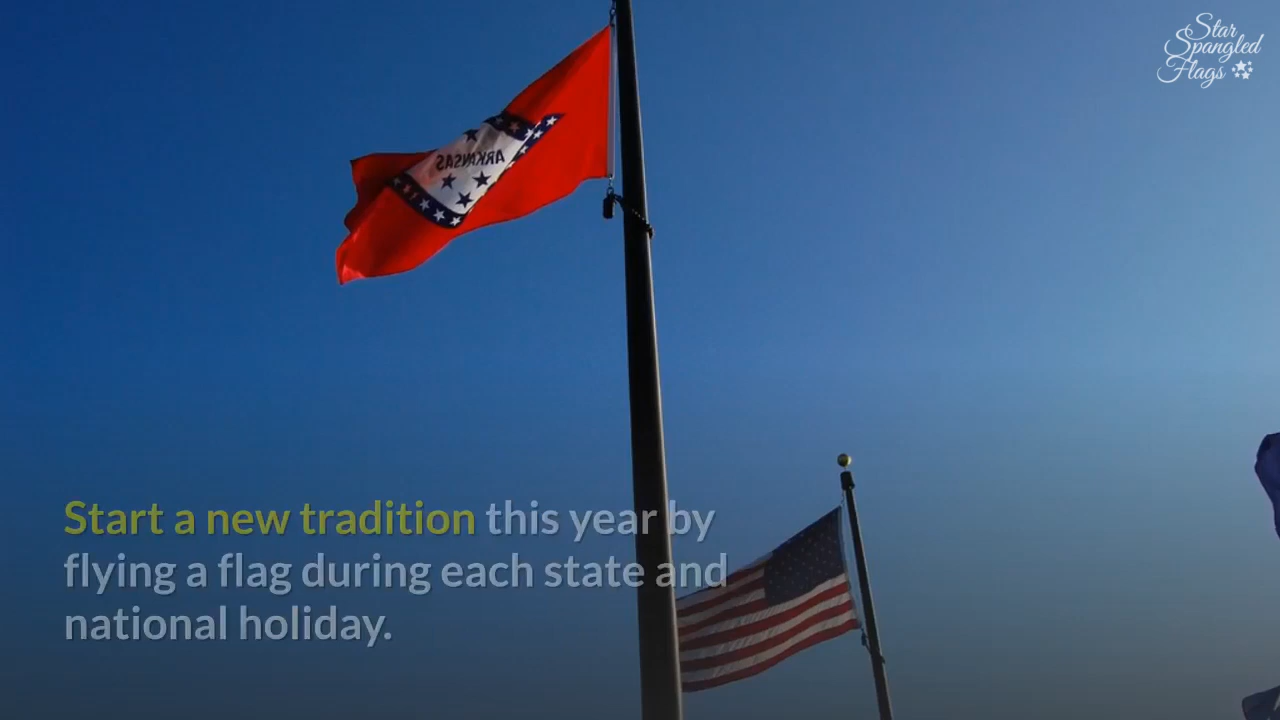 Star
Spangled
Flags
ARKANSAS
Start a new tradition this year by
flying a flag during each state and
national holiday.